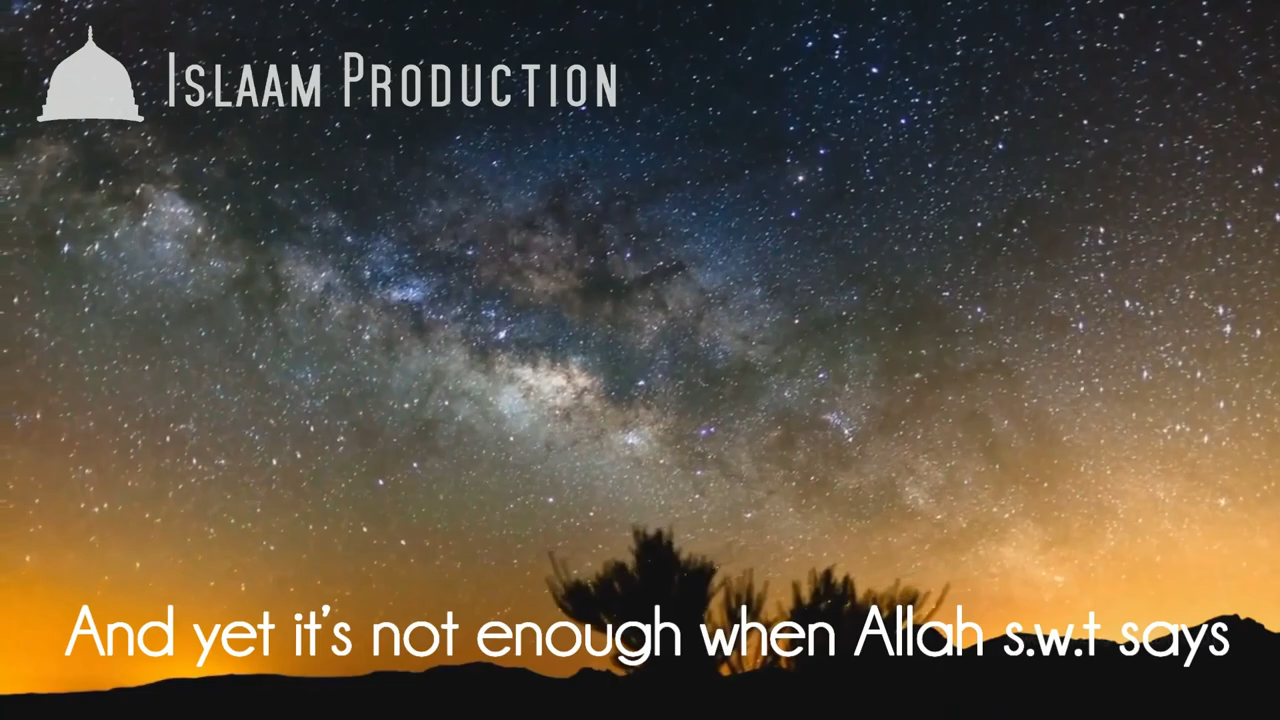 Islaam Production
And yet it's not enough when Allah s.w.t says